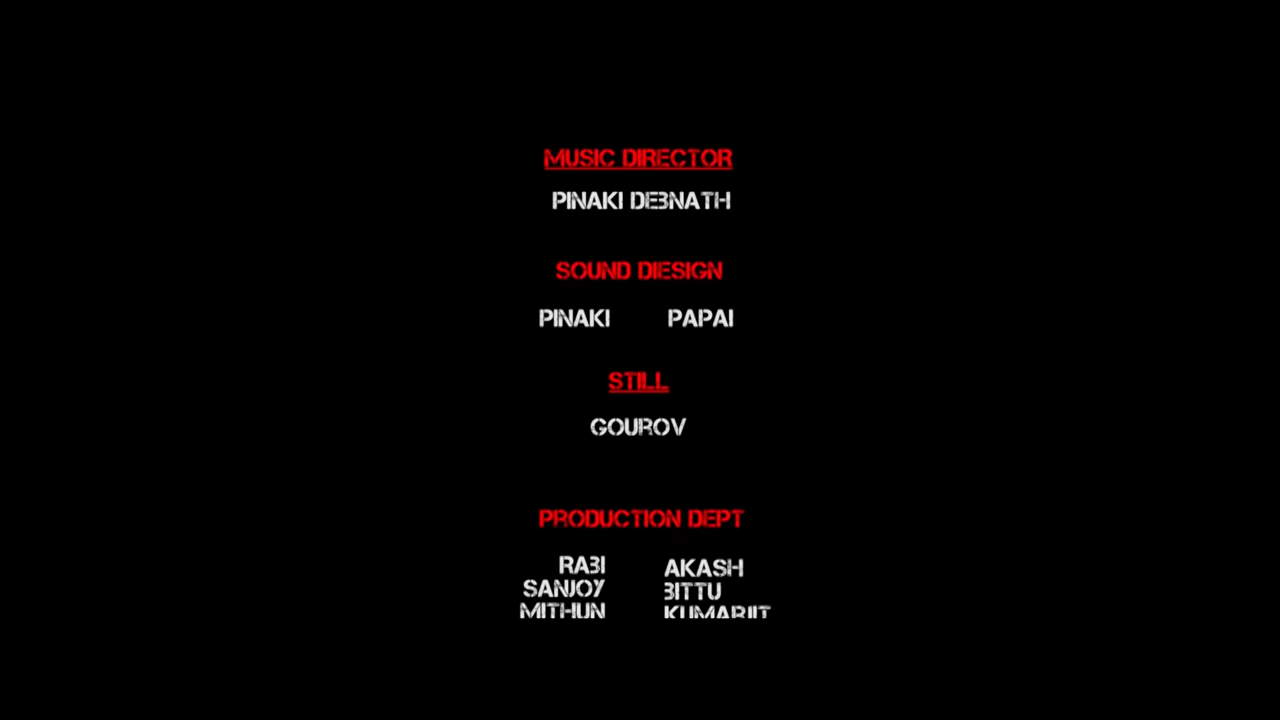 MUSIC DIRECTOR
PINAKI DEBNATH
SOUND DIESIGN
PINAKI PAPAI
STILL
GOUROV
PRODUCTION DEPT
RABI AKASH
SANJOY BITTU
MITHUN